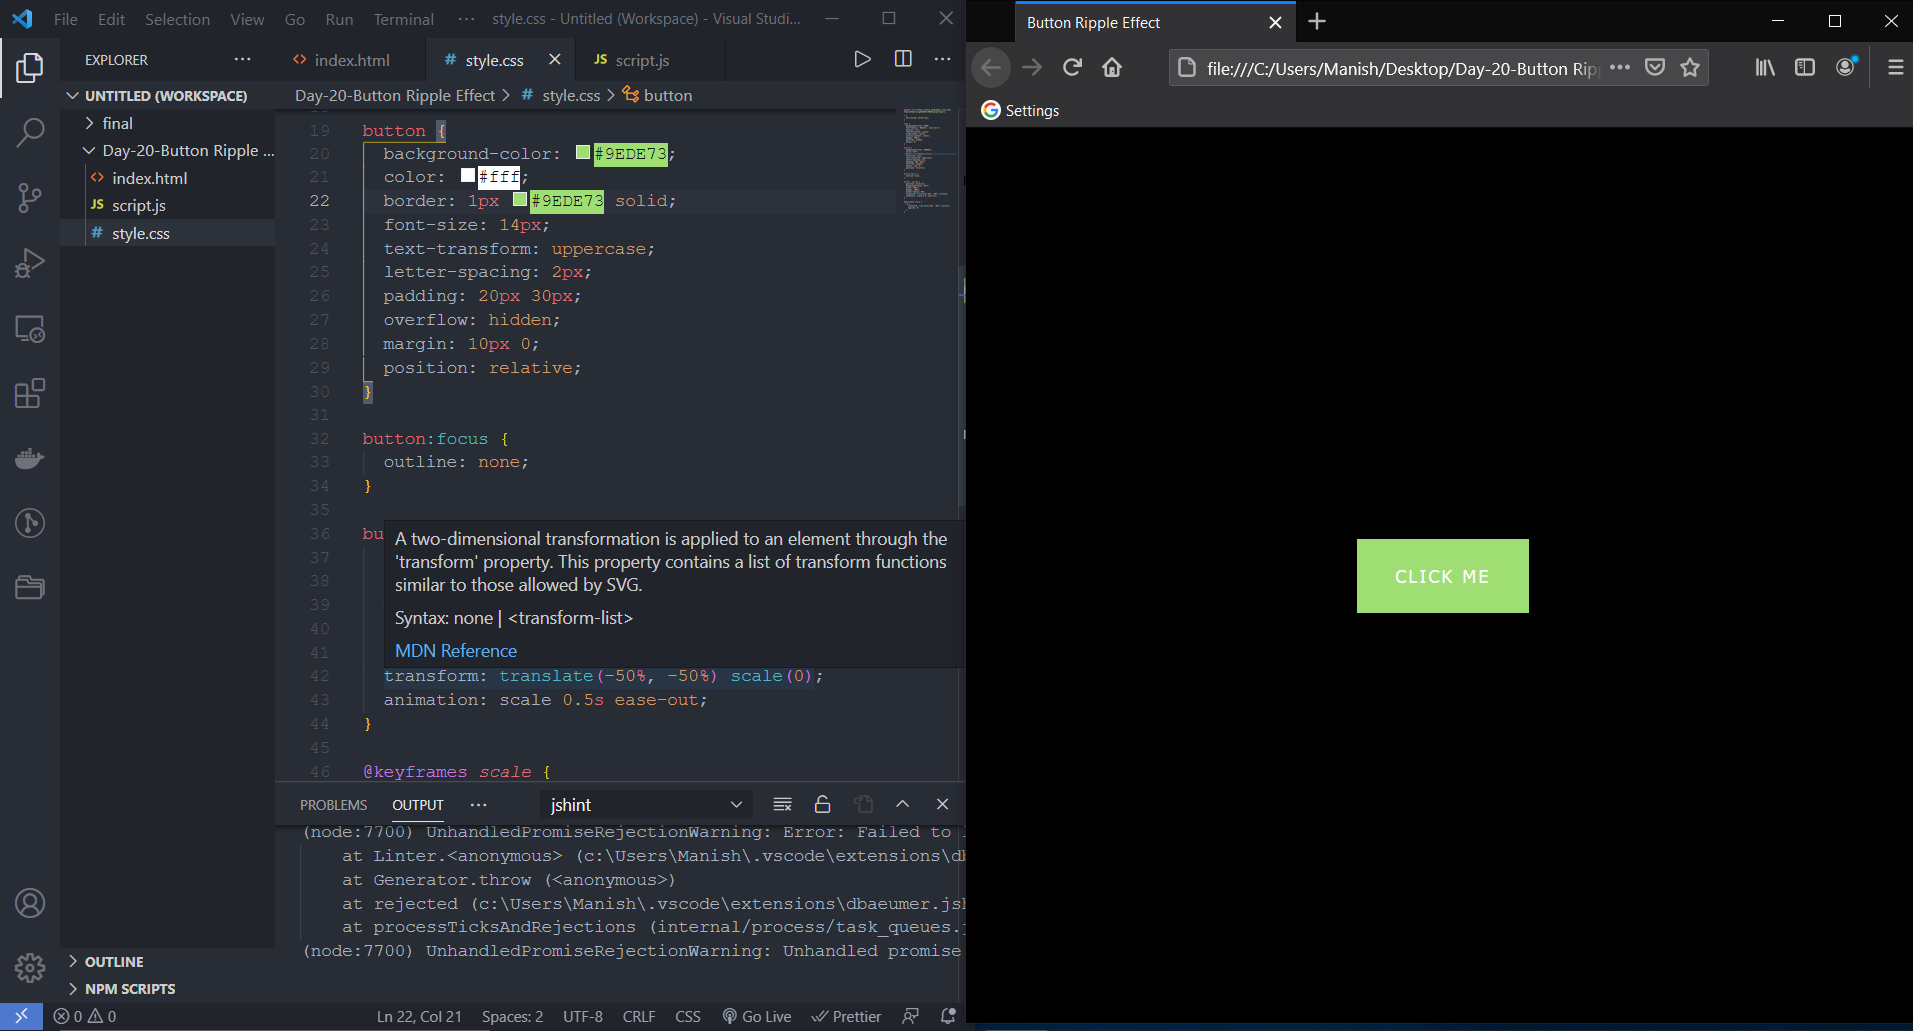 File Edit Selection View Go Run Terminal ··· style.css - Untitled (Workspace) - Visual Studi...
EXPLORER ···
index.html
# style.css
JS script.js
UNTITLED (WORKSPACE)
final
Day-20-Button Ripple ...
index.html
JS script.js
# style.css
Day-20-Button Ripple Effect > # style.css > button
19 button {
20 background-color: #9EDE73;
21 color: #fff;
22 border: 1px #9EDE73 solid;
23 font-size: 14px;
24 text-transform: uppercase;
25 letter-spacing: 2px;
26 padding: 20px 30px;
27 overflow: hidden;
28 margin: 10px 0;
29 position: relative;
30 }
31
32 button:focus {
33 outline: none;
34 }
35
36 bu
37
38
39
40
41
A two-dimensional transformation is applied to an element through the
'transform' property. This property contains a list of transform functions
similar to those allowed by SVG.
Syntax: none | <transform-list>
MDN Reference
42 transform: translate(-50%, -50%) scale(0);
43 animation: scale 0.5s ease-out;
44 }
45
46 @keyframes scale {
PROBLEMS OUTPUT ··· jshint
(node:7700) UnhandledPromiseRejectionWarning: Error: Failed to
at Linter.<anonymous> (c:\Users\Manish\.vscode\extensions\db
at Generator.throw (<anonymous>)
at rejected (c:\Users\Manish\.vscode\extensions\dbaeumer.jsh
at processTicksAndRejections (internal/process/task_queues.j
(node:7700) UnhandledPromiseRejectionWarning: Unhandled promise
OUTLINE
NPM SCRIPTS
0 0 Ln 22, Col 21 Spaces: 2 UTF-8 CRLF CSS Go Live Prettier
Button Ripple Effect
file:///C:/Users/Manish/Desktop/Day-20-Button Rip
Settings
CLICK ME